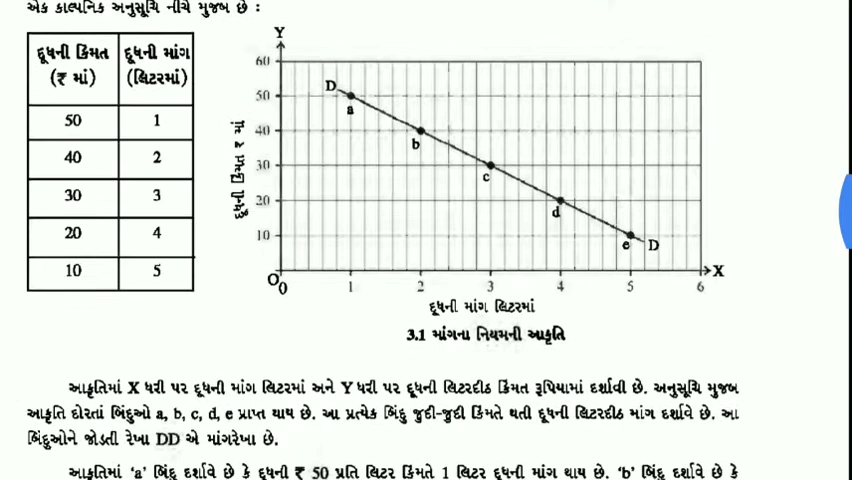 એક કાલ્પનિક અનુસૂચિ નીચે મુજબ છે :
દૂધની કિંમત દૂધની માંગ
(₹ માં) (લિટરમાં)
50 1
40 2
30 3
20 4
10 5
Y
60
50
40
30
20
10
દૂધની કિંમત ₹ માં
D
a
b
c
d
e
D
X
O
0 1 2 3 4 5 6
દૂધની માંગ લિટરમાં
3.1 માંગના નિયમની આકૃતિ
આકૃતિમાં X ધરી પર દૂધની માંગ લિટરમાં અને Y ધરી પર દૂધની લિટરદીઠ કિંમત રૂપિયામાં દર્શાવી છે. અનુસૂચિ મુજબ
આકૃતિ દોરતાં બિંદુઓ a, b, c, d, e પ્રાપ્ત થાય છે. આ પ્રત્યેક બિંદુ જુદી-જુદી કિંમતે થતી દૂધની લિટરદીઠ માંગ દર્શાવે છે. આ
બિંદુઓને જોડતી રેખા DD એ માંગરેખા છે.
આકૃતિમાં ‘a’ બિંદુ દર્શાવે છે કે દૂધની ₹ 50 પ્રતિ લિટર કિંમતે 1 લિટર દૂધની માંગ થાય છે. ‘b’ બિંદુ દર્શાવે છે કે